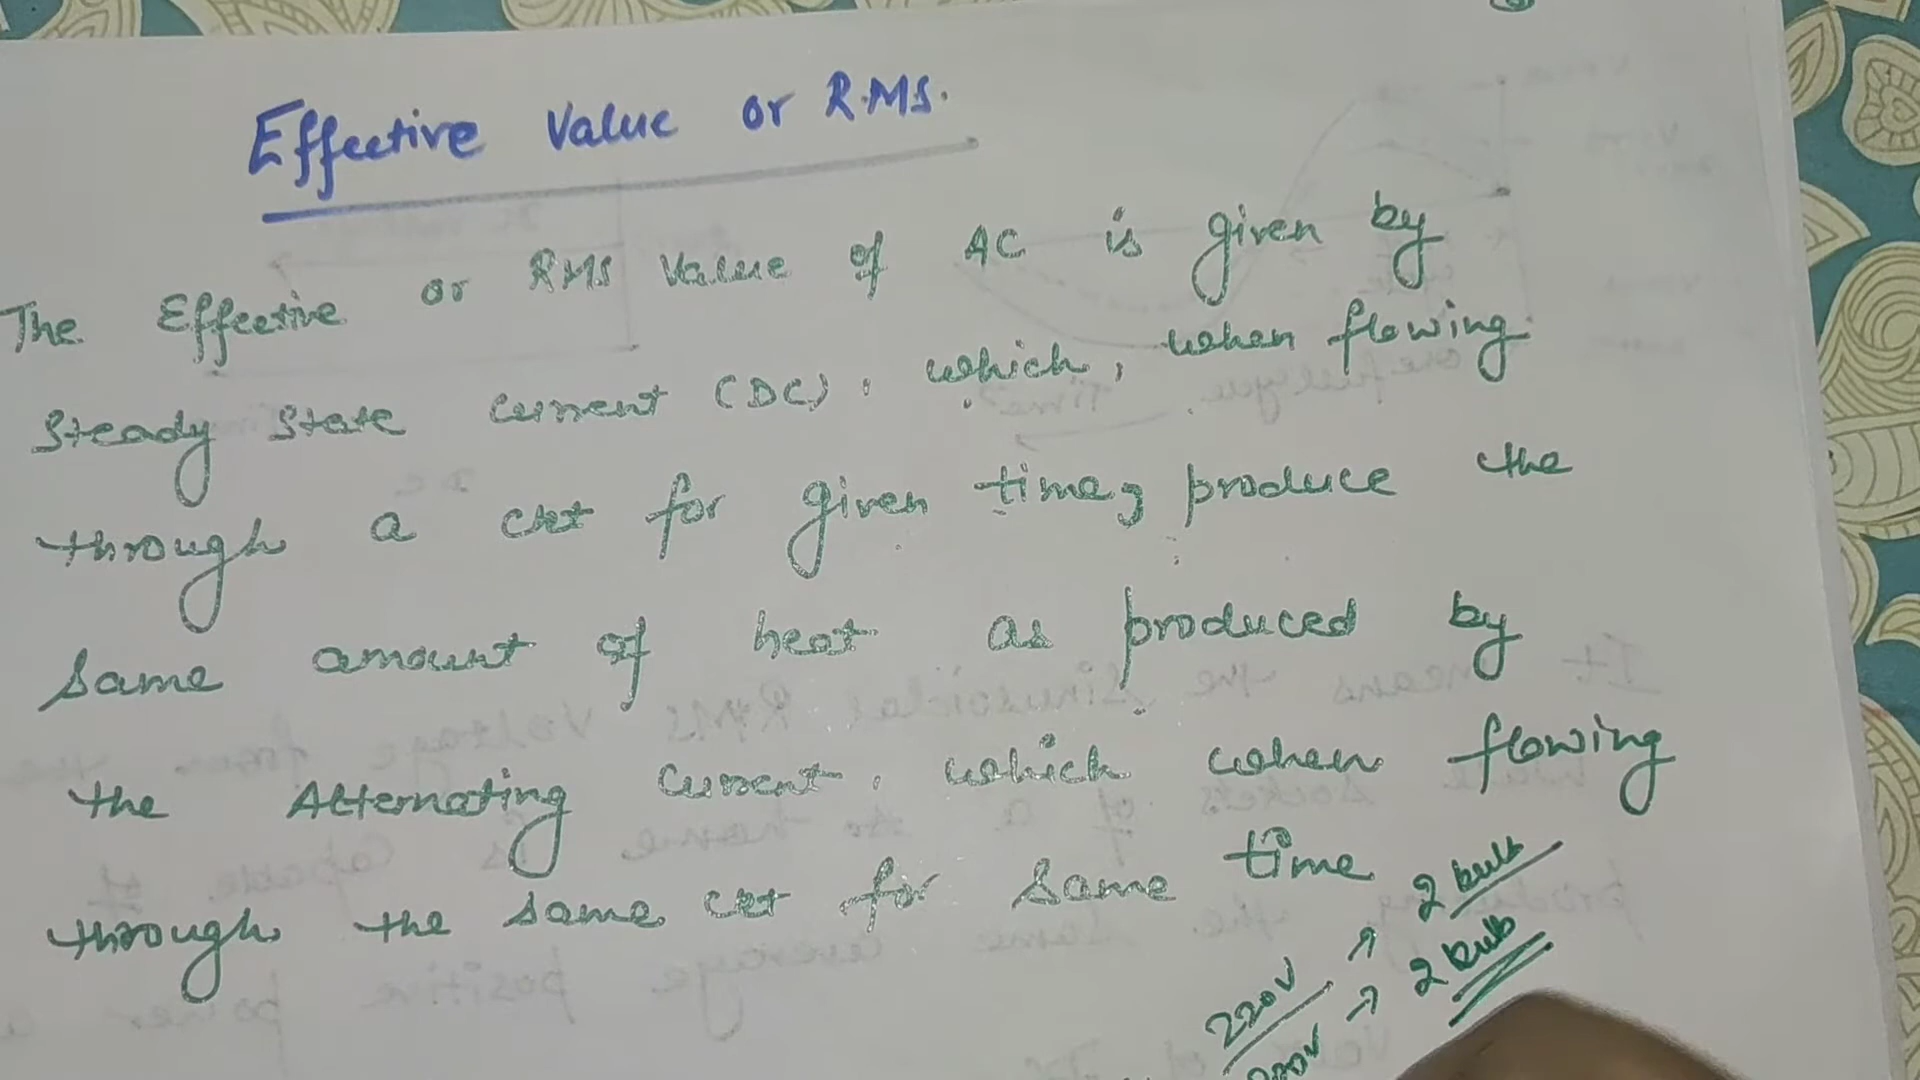 Effective Value or R.M.S.
The Effective or RMS Value of AC is given by
Steady State current (DC), which, when flowing
through a ckt for given time, produce the
Same amount of heat as produced by
the Alternating current, which when flowing
through the same ckt for same time
220V → 2 bulb
→ 2 bulb